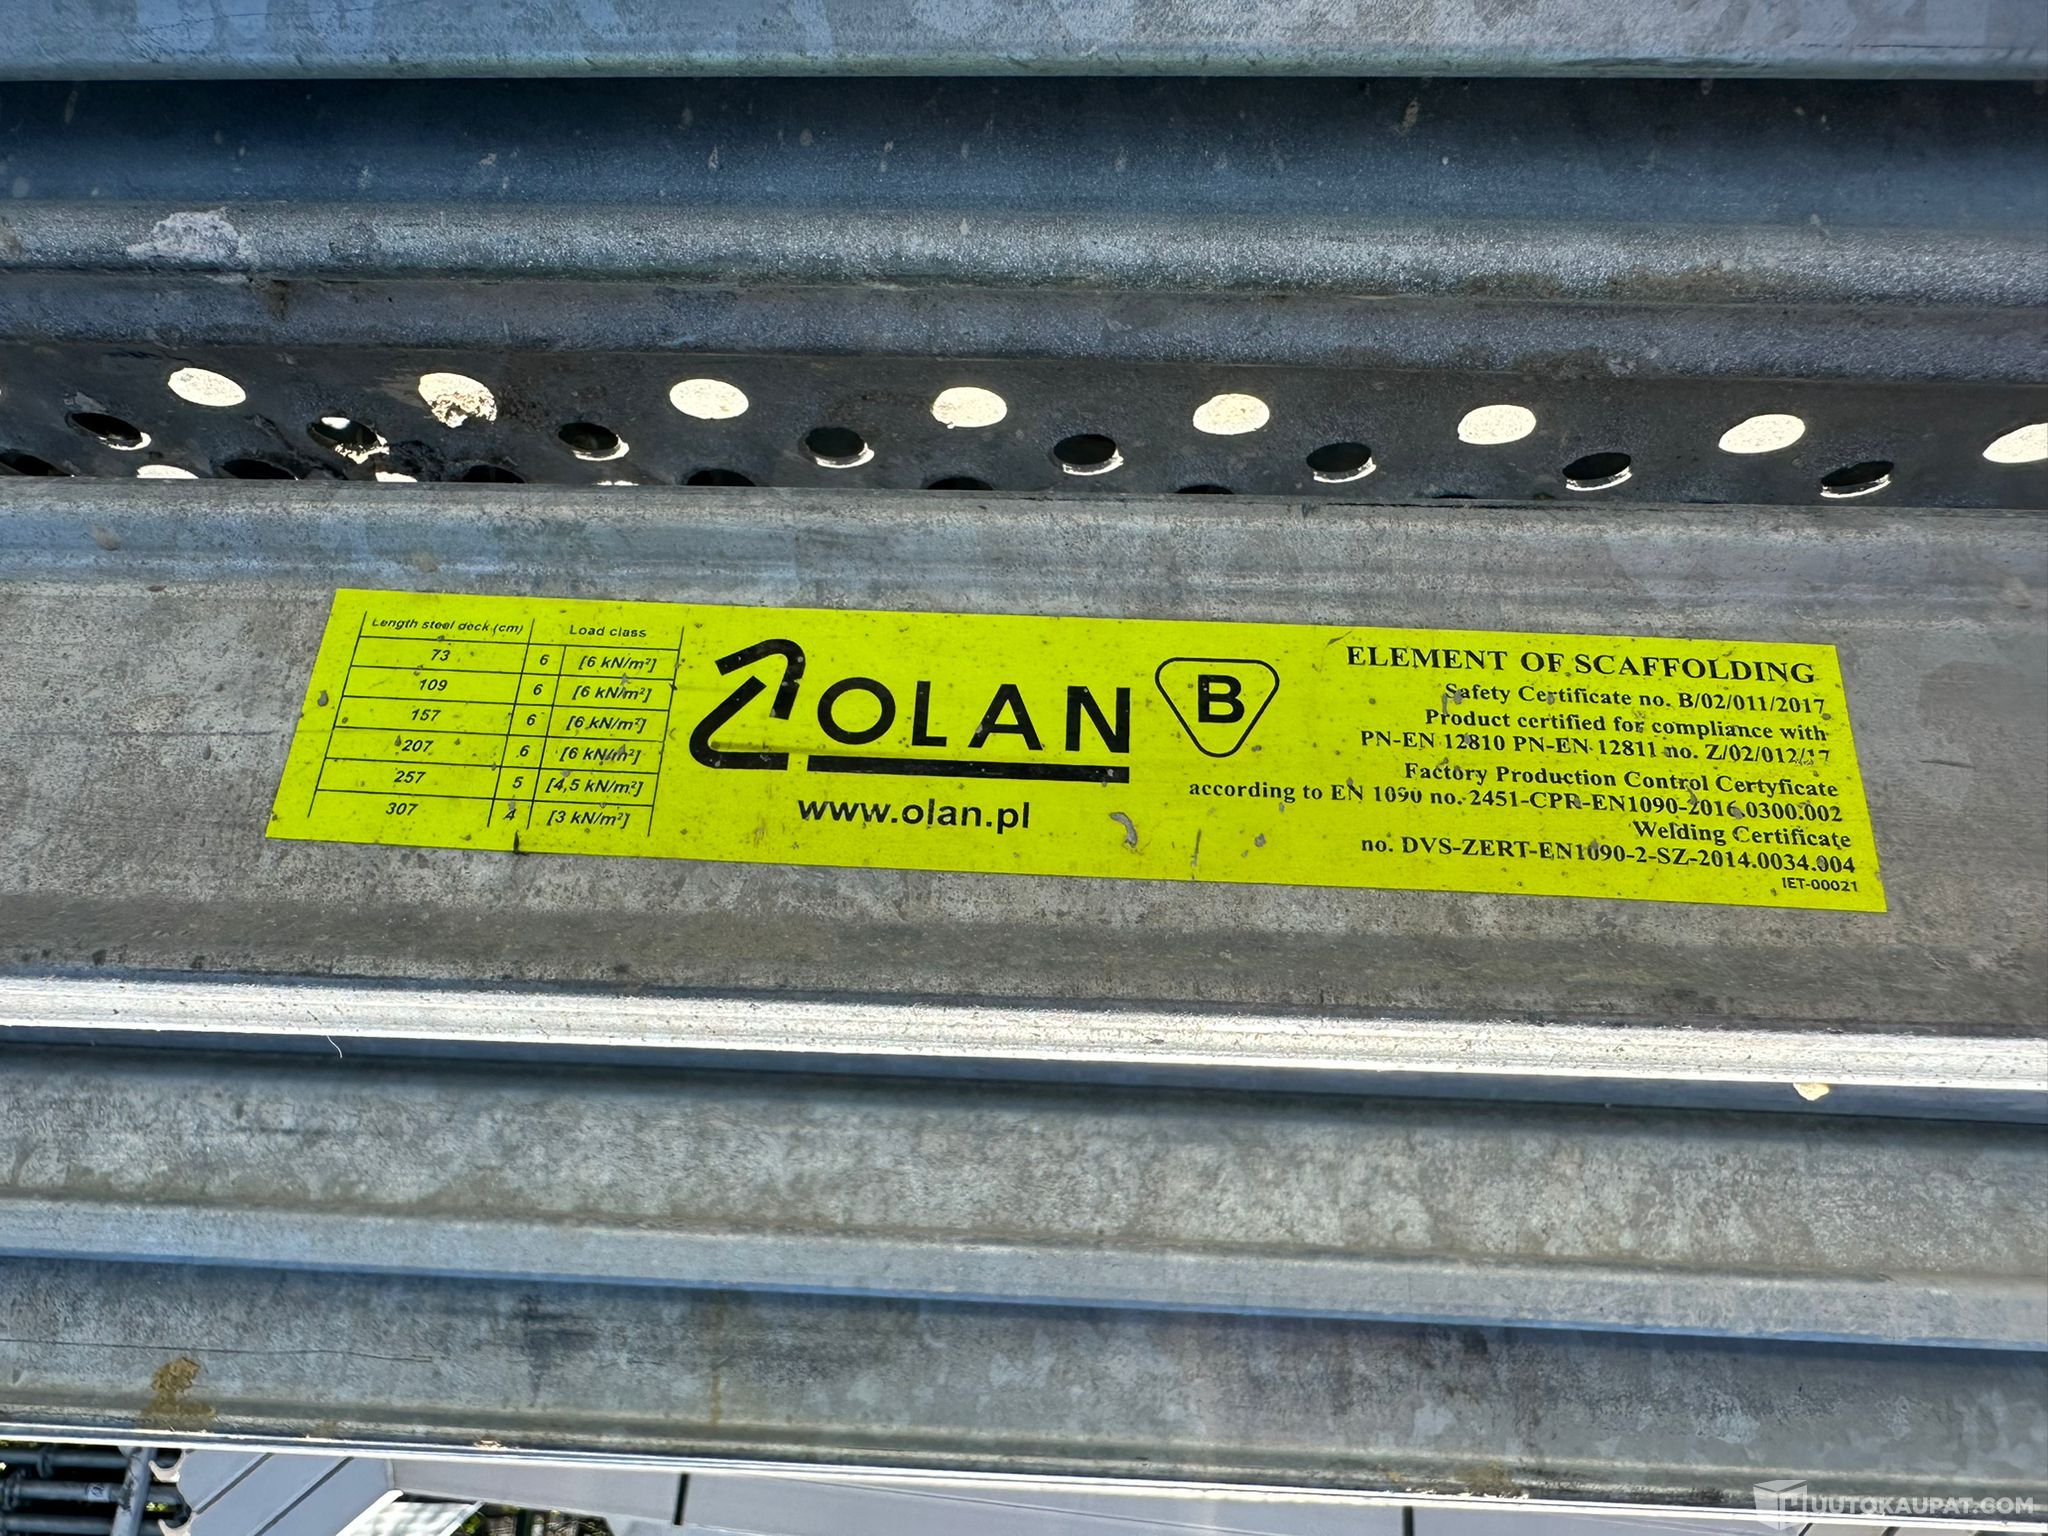 Length steel deck (cm) Load class
73 6 [6 kN/m²]
109 6 [6 kN/m²]
157 6 [6 kN/m²]
207 6 [6 kN/m²]
257 5 [4,5 kN/m²]
307 4 [3 kN/m²]
OLAN
www.olan.pl
B
ELEMENT OF SCAFFOLDING
Safety Certificate no. B/02/011/2017
Product certified for compliance with
PN-EN 12810 PN-EN 12811 no. Z/02/012/17
Factory Production Control Certyficate
according to EN 1090 no. 2451-CPR-EN1090-2016.0300.002
Welding Certificate
no. DVS-ZERT-EN1090-2-SZ-2014.0034.004
IET-00021
HUUTOKAUPAT.COM